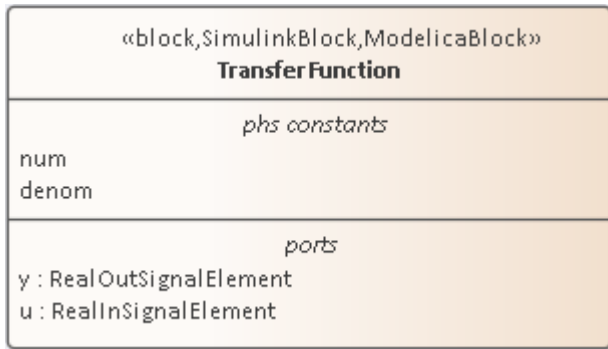 «block,SimulinkBlock,ModelicaBlock»
TransferFunction
phs constants
num
denom
ports
y : RealOutSignalElement
u : RealInSignalElement